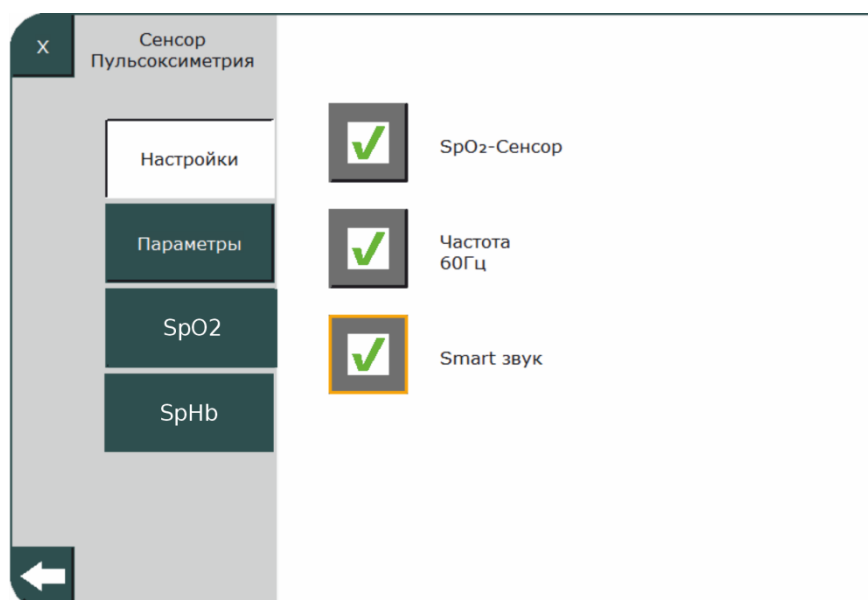 X
Сенсор
Пульсоксиметрия
Настройки
Параметры
SpO2
SpHb
SpO₂-Сенсор
Частота
60Гц
Smart звук